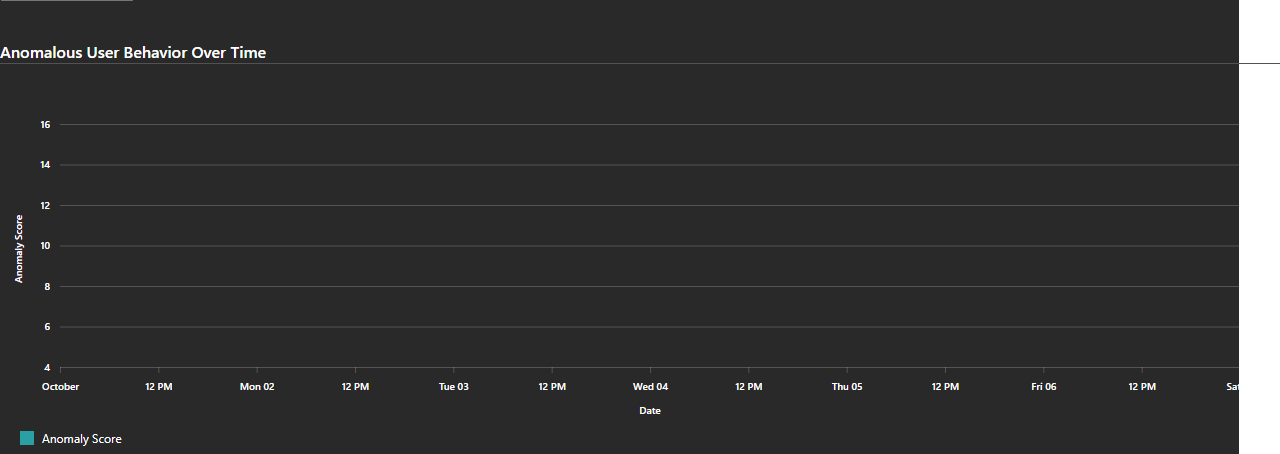 Anomalous User Behavior Over Time
16
14
12
10
8
6
4
Anomaly Score
October 12 PM Mon 02 12 PM Tue 03 12 PM Wed 04 12 PM Thu 05 12 PM Fri 06 12 PM Sat
Date
Anomaly Score